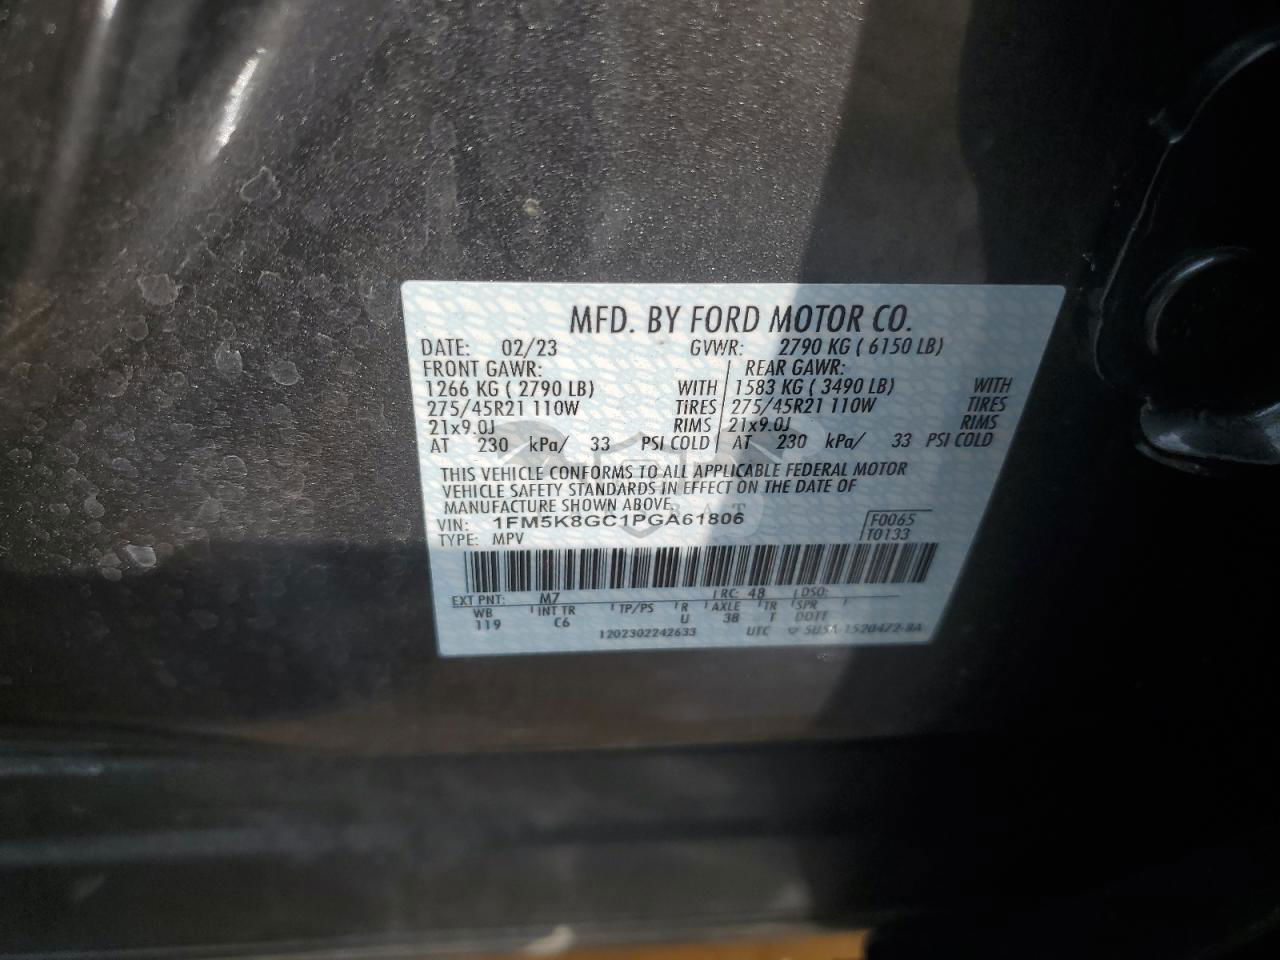 MFD. BY FORD MOTOR CO.
DATE: 02/23 GVWR: 2790 KG ( 6150 LB)
FRONT GAWR: REAR GAWR:
1266 KG ( 2790 LB) WITH 1583 KG ( 3490 LB) WITH
275/45R21 110W TIRES 275/45R21 110W TIRES
21x9.0J RIMS 21x9.0J RIMS
AT 230 kPa/ 33 PSI COLD AT 230 kPa/ 33 PSI COLD
THIS VEHICLE CONFORMS TO ALL APPLICABLE FEDERAL MOTOR
VEHICLE SAFETY STANDARDS IN EFFECT ON THE DATE OF
MANUFACTURE SHOWN ABOVE.
VIN: 1FM5K8GC1PGA61806 F0065
TYPE: MPV T0133
EXT PNT: M7 RC: 48 DSO:
WB INT TR TP/PS R AXLE TR SPR
119 C6 U 38 T DDTT
1202302242633 UTC 5USA-1520472-BA